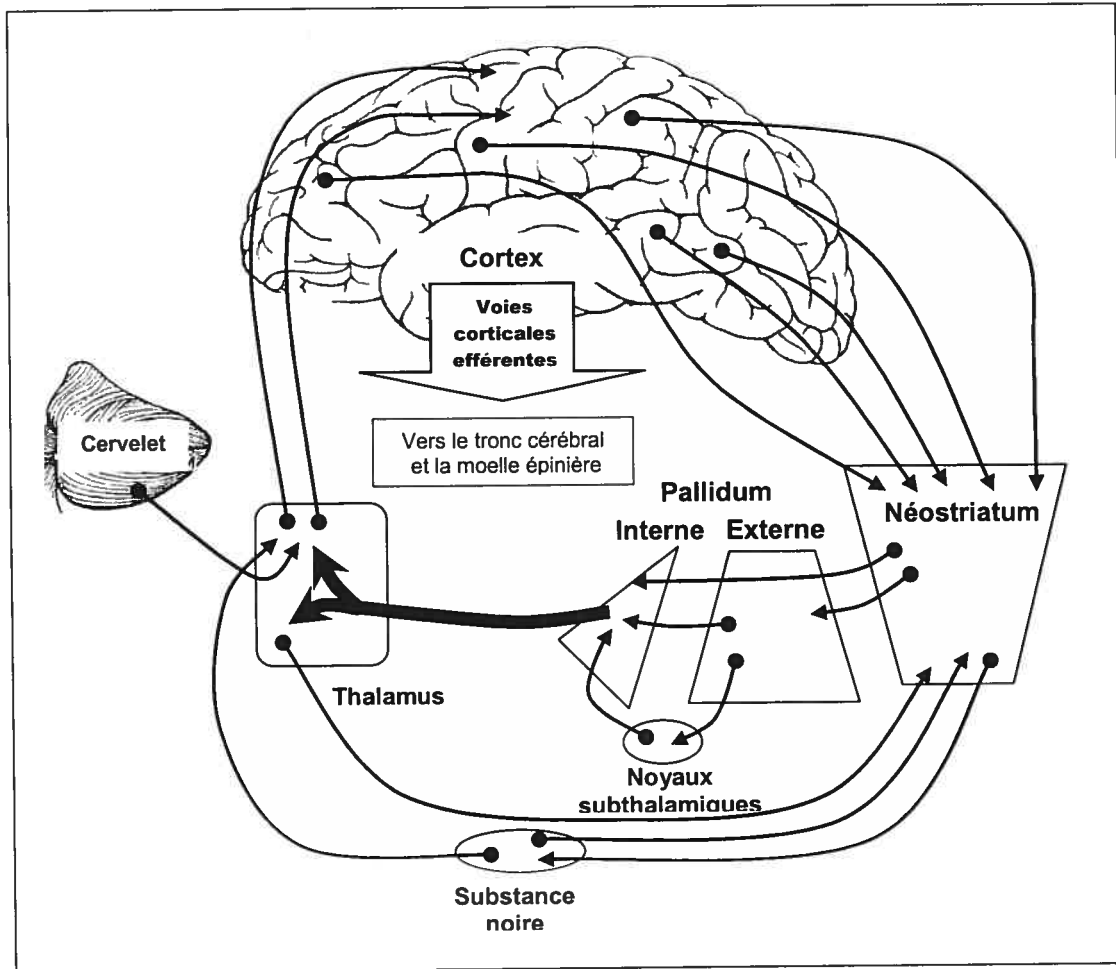 Cortex
Voies
corticales
efférentes
Cervelet
Vers le tronc cérébral
et la moelle épinière
Pallidum
Interne Externe
Néostriatum
Thalamus
Noyaux
subthalamiques
Substance
noire